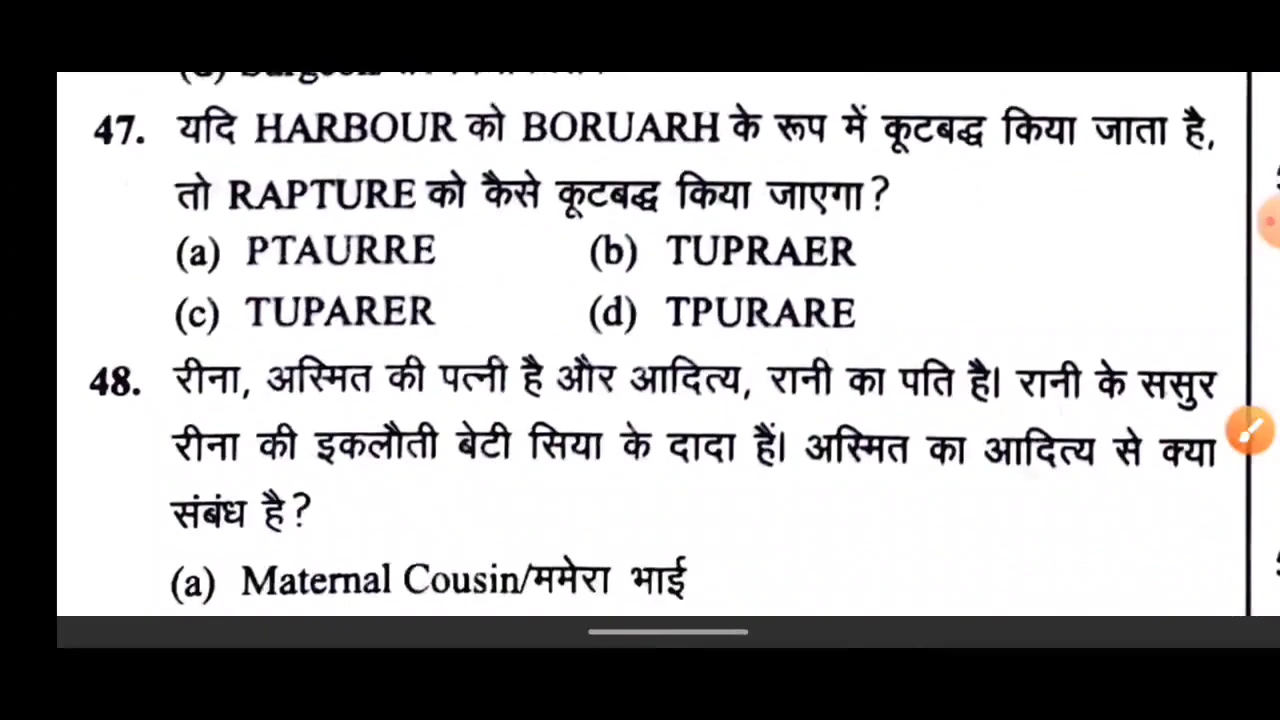 47. यदि HARBOUR को BORUARH के रूप में कूटबद्ध किया जाता है,
तो RAPTURE को कैसे कूटबद्ध किया जाएगा?
(a) PTAURRE (b) TUPRAER
(c) TUPARER (d) TPURARE
48. रीना, अस्मित की पत्नी है और आदित्य, रानी का पति है। रानी के ससुर
रीना की इकलौती बेटी सिया के दादा हैं। अस्मित का आदित्य से क्या
संबंध है?
(a) Maternal Cousin/ममेरा भाई